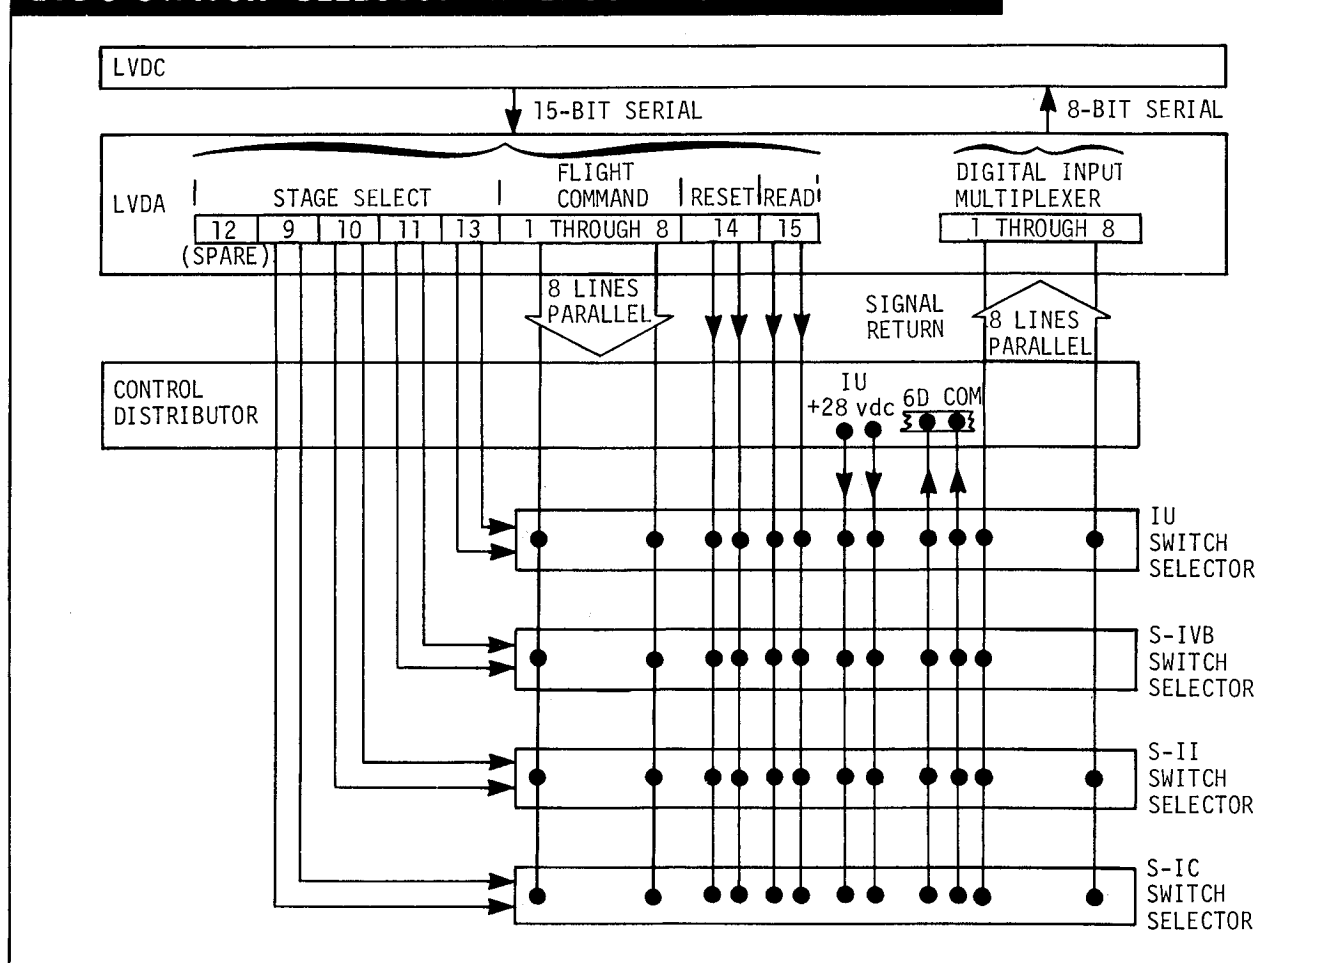 LVDC
15-BIT SERIAL
8-BIT SERIAL
LVDA
STAGE SELECT
FLIGHT
COMMAND
RESET
READ
DIGITAL INPUT
MULTIPLEXER
12 9 10 11 13 1 THROUGH 8 14 15
1 THROUGH 8
(SPARE)
8 LINES
PARALLEL
SIGNAL
RETURN
8 LINES
PARALLEL
CONTROL
DISTRIBUTOR
IU
+28 vdc
6D COM
IU
SWITCH
SELECTOR
S-IVB
SWITCH
SELECTOR
S-II
SWITCH
SELECTOR
S-IC
SWITCH
SELECTOR